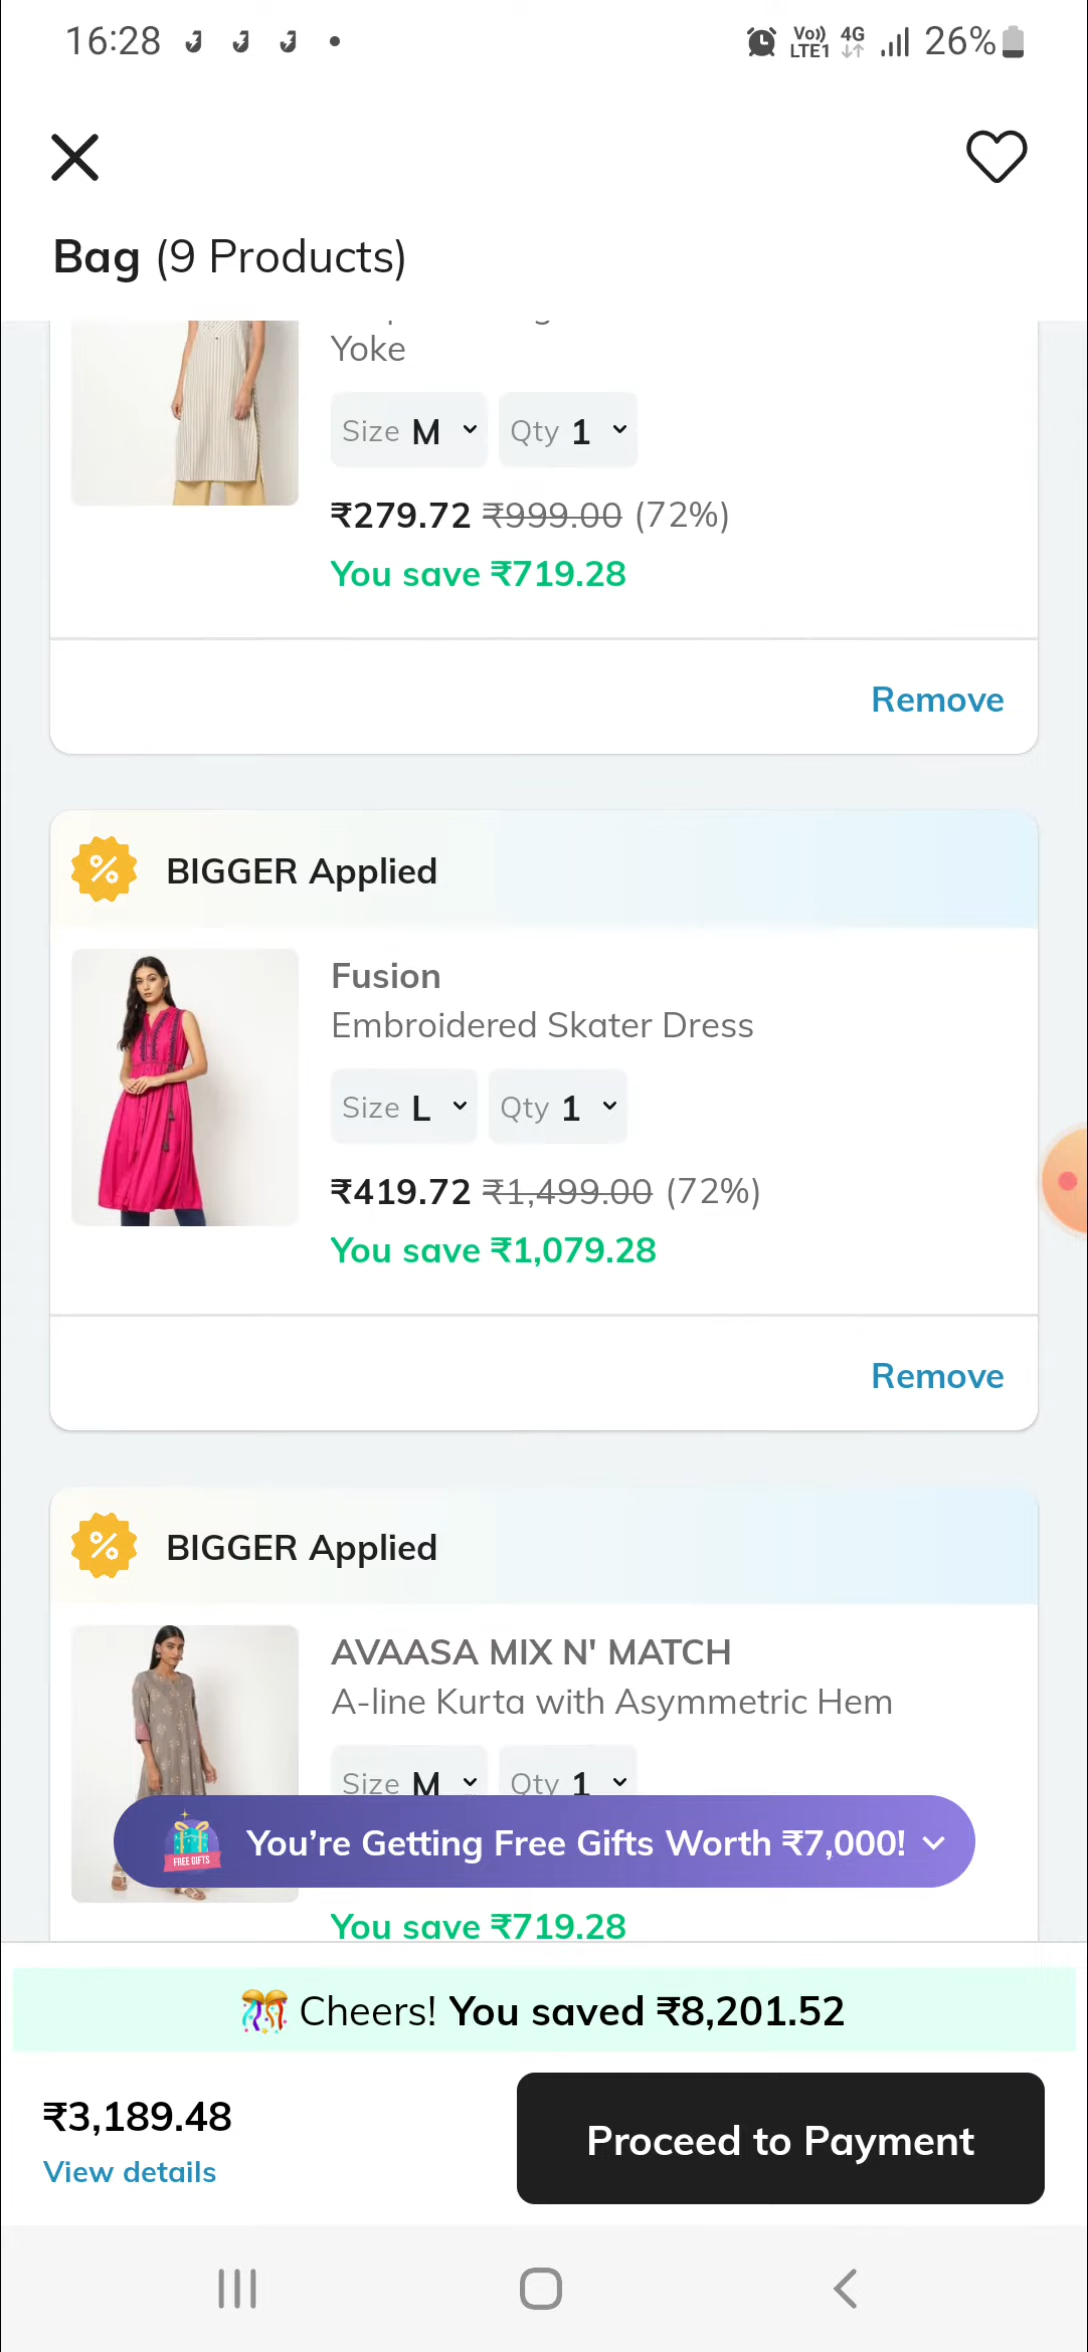 16:28
Vo)) LTE1 4G 26%
Bag (9 Products)
Yoke
Size M Qty 1
₹279.72 ₹999.00 (72%)
You save ₹719.28
Remove
BIGGER Applied
Fusion
Embroidered Skater Dress
Size L Qty 1
₹419.72 ₹1,499.00 (72%)
You save ₹1,079.28
Remove
BIGGER Applied
AVAASA MIX N' MATCH
A-line Kurta with Asymmetric Hem
Size M Qty 1
FREE GIFTS
You're Getting Free Gifts Worth ₹7,000!
You save ₹719.28
Cheers! You saved ₹8,201.52
₹3,189.48
View details
Proceed to Payment